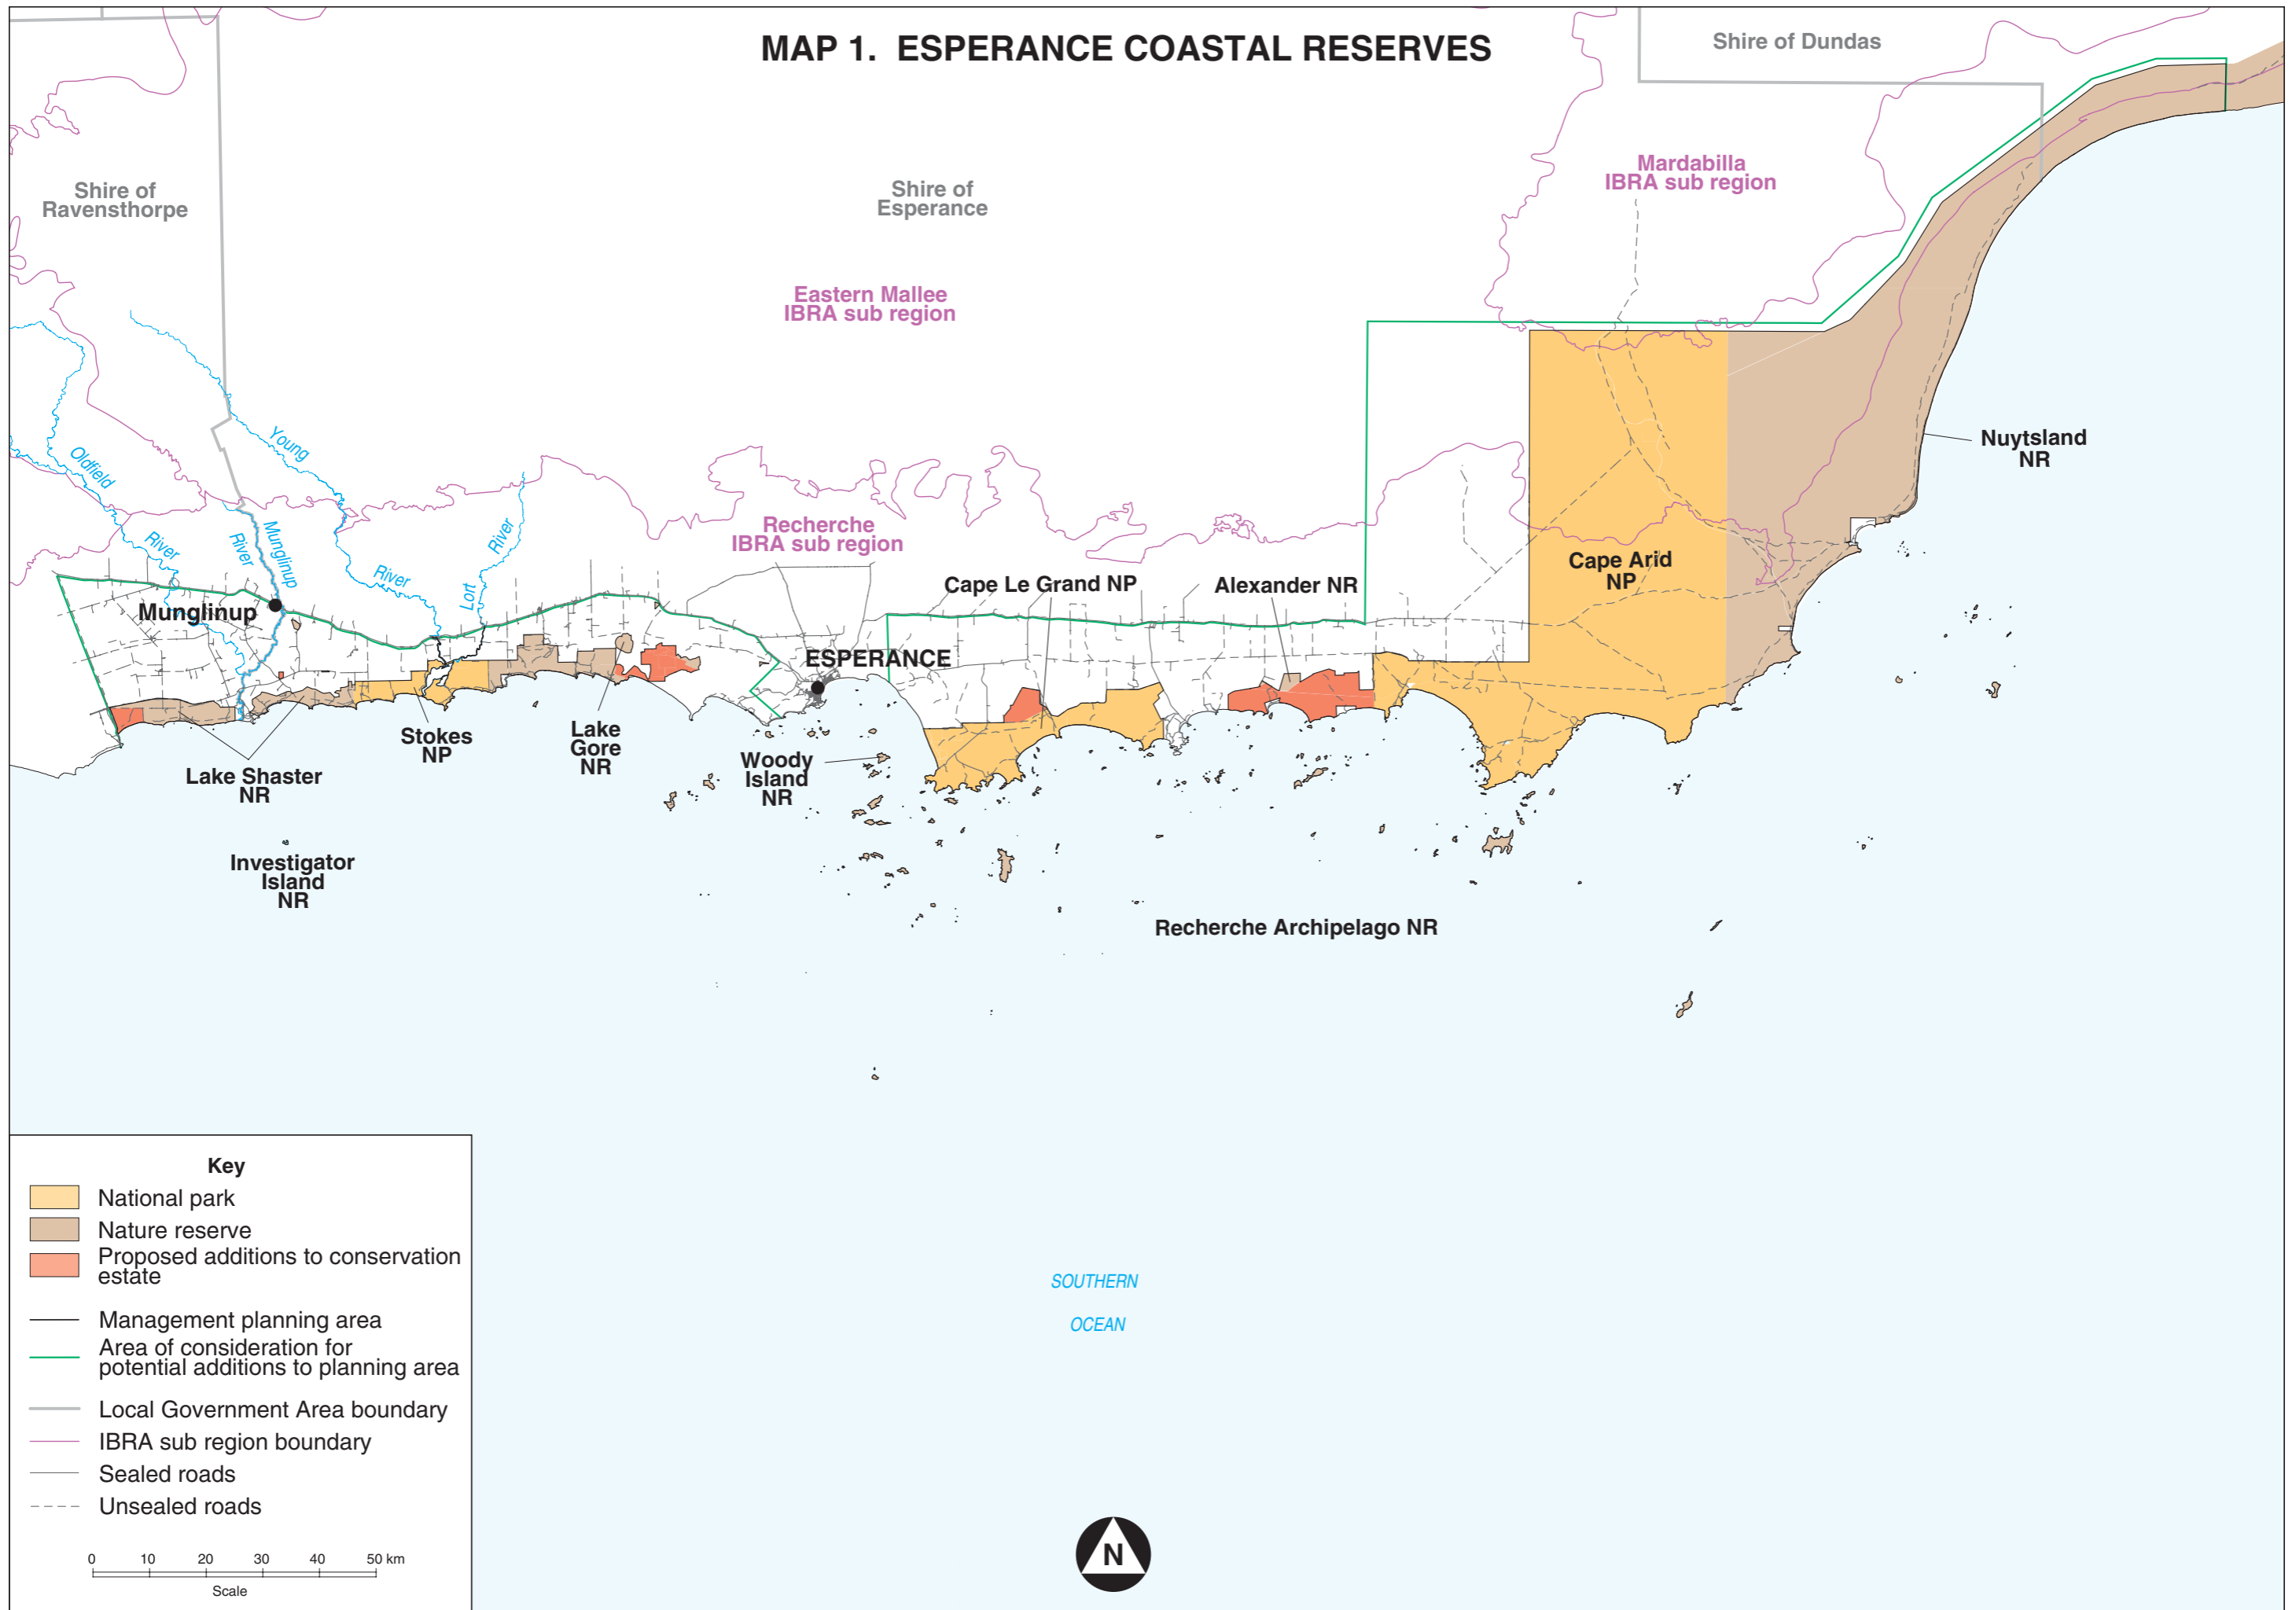 MAP 1. ESPERANCE COASTAL RESERVES
Shire of Dundas
Shire of
Ravensthorpe
Shire of
Esperance
Mardabilla
IBRA sub region
Eastern Mallee
IBRA sub region
Recherche
IBRA sub region
Oldfield
River
Young
River
Munglinup
River
Lort
River
Nuytsland
NR
Cape Arid
NP
Cape Le Grand NP
Alexander NR
Munglinup
ESPERANCE
Stokes
NP
Lake
Gore
NR
Woody
Island
NR
Lake Shaster
NR
Investigator
Island
NR
Recherche Archipelago NR
SOUTHERN
OCEAN
Key
National park
Nature reserve
Proposed additions to conservation
estate
Management planning area
Area of consideration for
potential additions to planning area
Local Government Area boundary
IBRA sub region boundary
Sealed roads
Unsealed roads
0 10 20 30 40 50 km
Scale
N